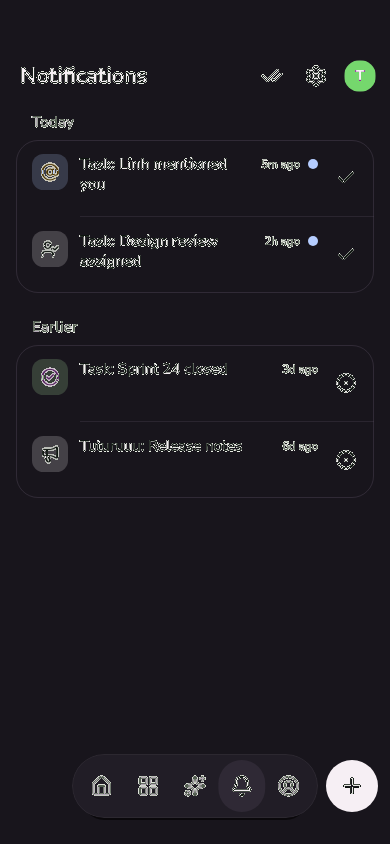 Notifications
T
Today
Task: Linh mentioned
you
5m ago
Task: Design review
assigned
2h ago
Earlier
Task: Sprint 24 closed
3d ago
Tuturuuu: Release notes
6d ago